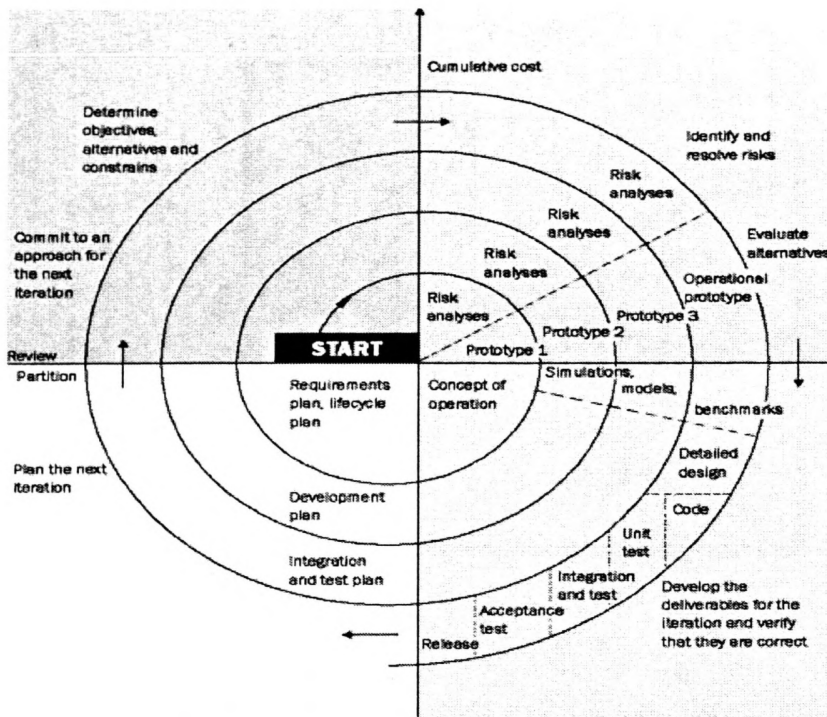 Cumulative cost
Determine
objectives,
alternatives and
constrains
Identify and
resolve risks
Risk
analyses
Risk
analyses
Commit to an
approach for
the next
iteration
Evaluate
alternatives
Risk
analyses
Operational
prototype
Risk
analyses
Prototype 3
Prototype 2
START
Prototype 1
Review
Partition
Requirements
plan, lifecycle
plan
Concept of
operation
Simulations,
models,
benchmarks
Plan the next
iteration
Detailed
design
Development
plan
Code
Unit
test
Integration
and test plan
Integration
and test
Develop the
deliverables for the
iteration and verify
that they are correct
Acceptance
test
Release